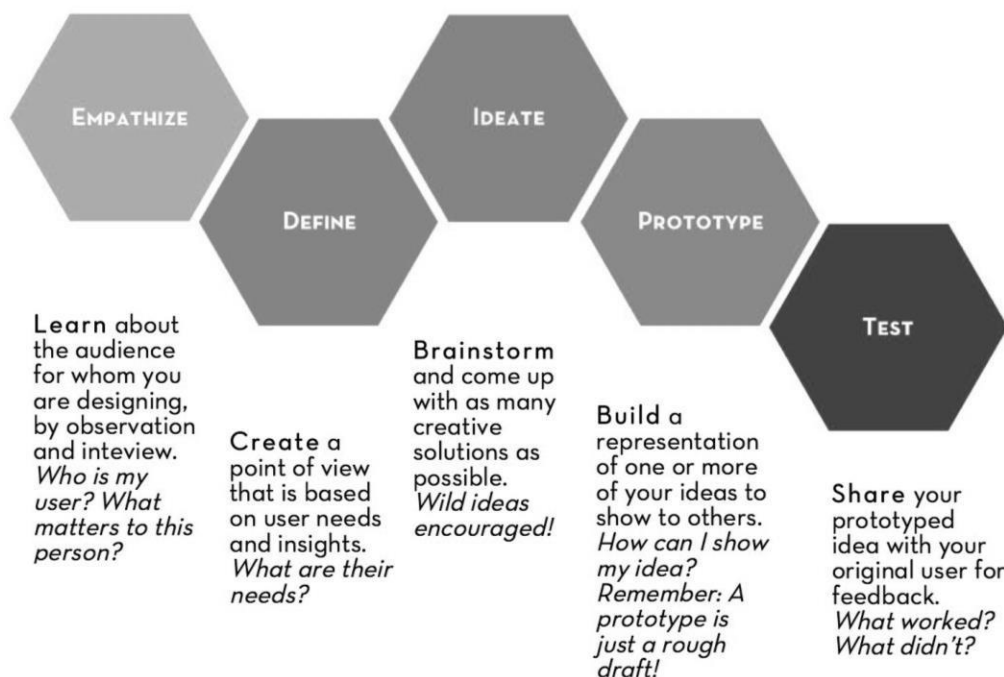 EMPATHIZE
Learn about
the audience
for whom you
are designing,
by observation
and inteview.
Who is my
user? What
matters to this
person?
DEFINE
Create a
point of view
that is based
on user needs
and insights.
What are their
needs?
IDEATE
Brainstorm
and come up
with as many
creative
solutions as
possible.
Wild ideas
encouraged!
PROTOTYPE
Build a
representation
of one or more
of your ideas to
show to others.
How can I show
my idea?
Remember: A
prototype is
just a rough
draft!
TEST
Share your
prototyped
idea with your
original user for
feedback.
What worked?
What didn't?